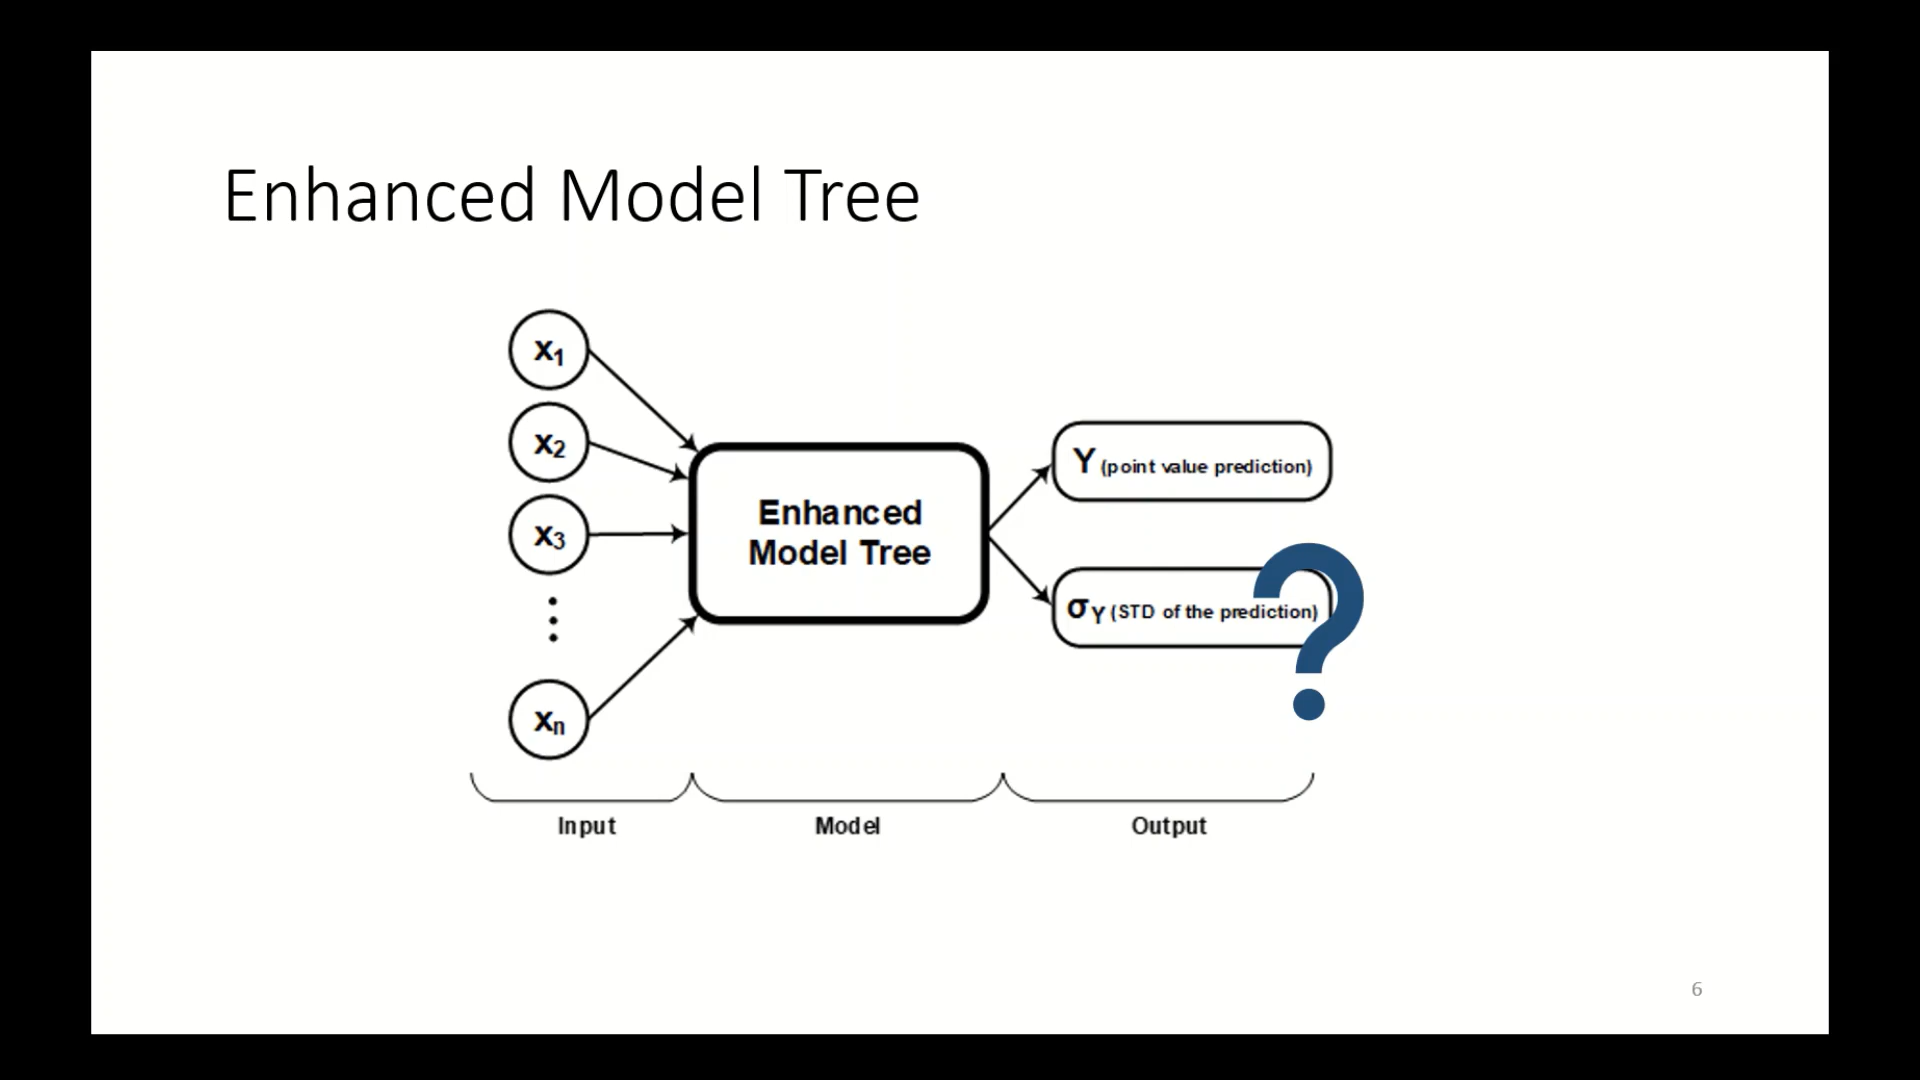 Enhanced Model Tree
x1
x2
x3
xn
Enhanced
Model Tree
Y (point value prediction)
σY (STD of the prediction)
?
Input
Model
Output
6